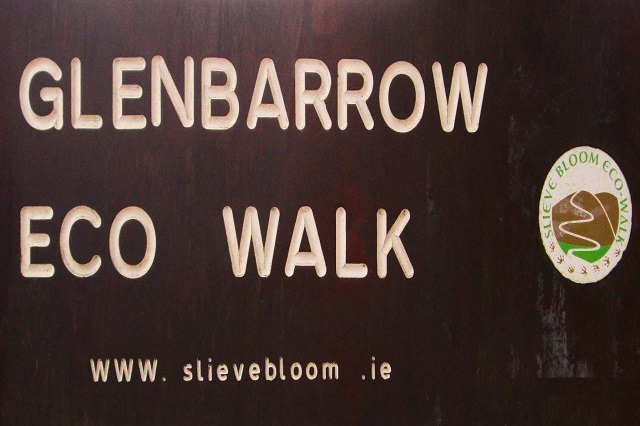 GLENBARROW
ECO WALK
WWW. slievebloom .ie
SLIEVE BLOOM ECO-WALK